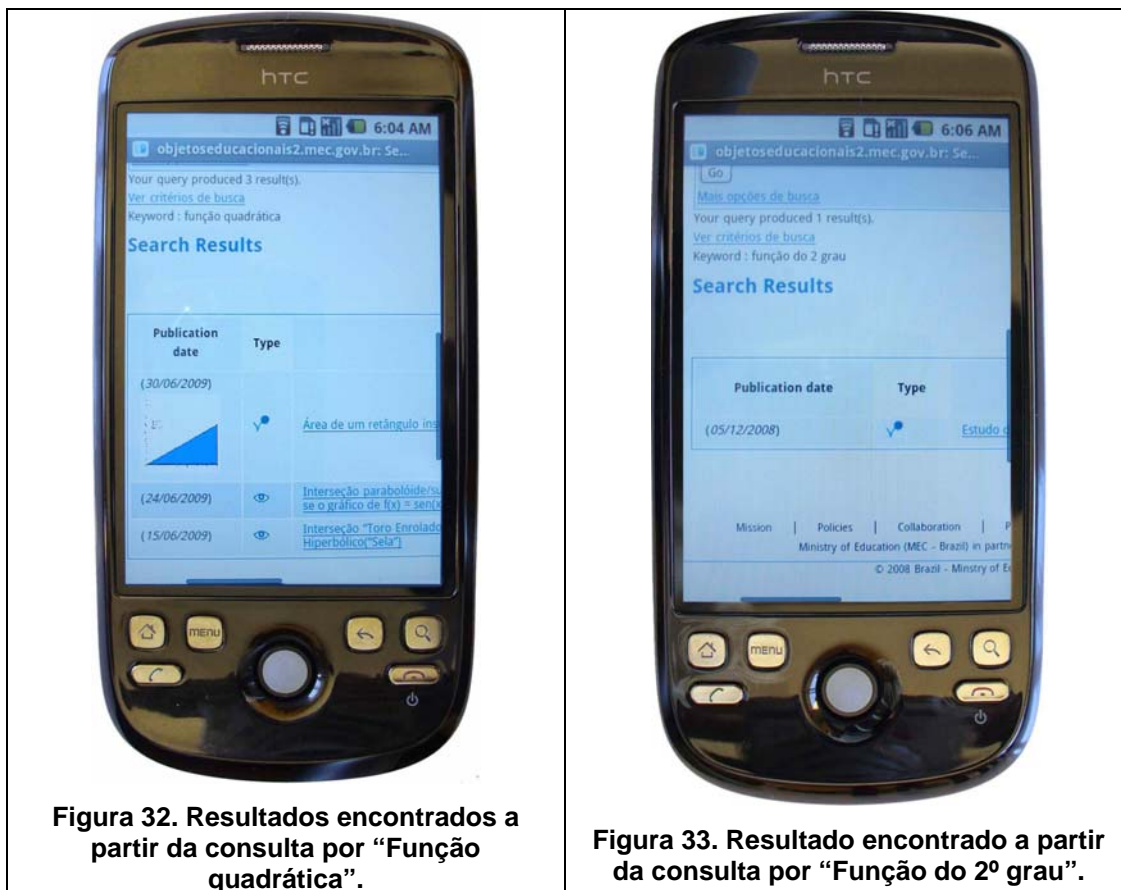 hTC
6:04 AM
objetoseducacionais2.mec.gov.br: Se...
Your query produced 3 result(s).
Ver critérios de busca
Keyword : função quadrática
Search Results
Publication date
Type
(30/06/2009)
Área de um retângulo ins
(24/06/2009)
Interseção parabolóide/su
se o gráfico de f(x) = sen(x
(15/06/2009)
Interseção "Toro Enrolado
Hiperbólico("Sela")
MENU
Figura 32. Resultados encontrados a
partir da consulta por “Função
quadrática”.
hTC
6:06 AM
objetoseducacionais2.mec.gov.br: Se...
Go
Mais opções de busca
Your query produced 1 result(s).
Ver critérios de busca
Keyword : função do 2 grau
Search Results
Publication date Type
(05/12/2008) Estudo d
Mission | Policies | Collaboration | P
Ministry of Education (MEC - Brazil) in partn
© 2008 Brazil - Minstry of E
MENU
Figura 33. Resultado encontrado a partir
da consulta por “Função do 2º grau”.